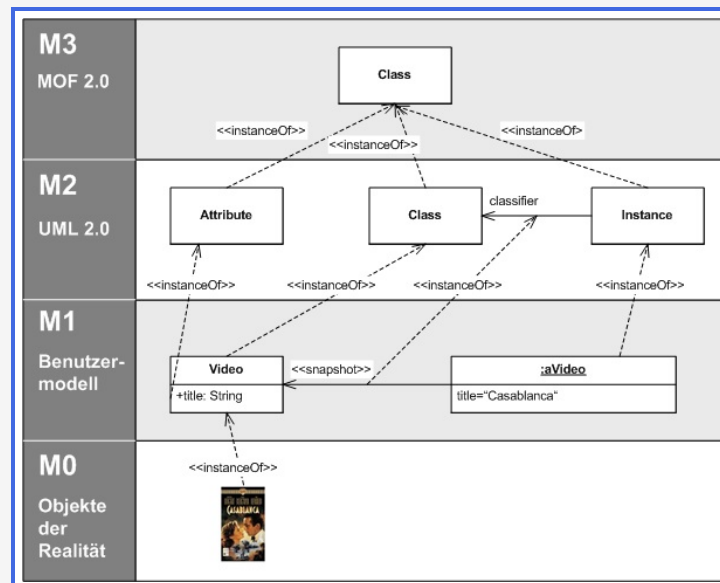 M3
MOF 2.0
Class
<<instanceOf>>
<<instanceOf>>
<<instanceOf>
M2
UML 2.0
Attribute
Class
classifier
Instance
<<instanceOf>>
<<instanceOf>>
<<instanceOf>>
<<instanceOf>>
M1
Benutzer-
modell
Video
+title: String
<<snapshot>>
:aVideo
title="Casablanca"
M0
Objekte
der
Realität
<<instanceOf>>
CASABLANCA